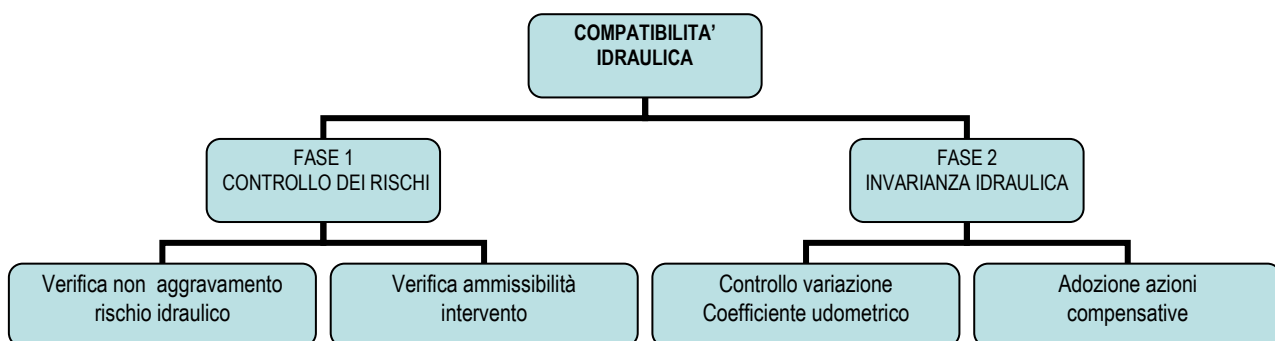 COMPATIBILITA'
IDRAULICA
FASE 1
CONTROLLO DEI RISCHI
FASE 2
INVARIANZA IDRAULICA
Verifica non aggravamento
rischio idraulico
Verifica ammissibilità
intervento
Controllo variazione
Coefficiente udometrico
Adozione azioni
compensative